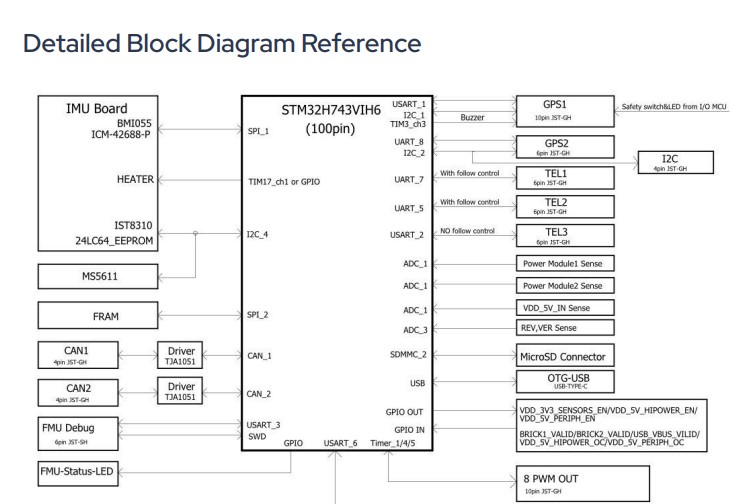 Detailed Block Diagram Reference
IMU Board
BMI055
ICM-42688-P
HEATER
IST8310
24LC64_EEPROM
MS5611
FRAM
CAN1
4pin JST-GH
Driver
TJA1051
CAN2
4pin JST-GH
Driver
TJA1051
FMU Debug
6pin JST-SH
FMU-Status-LED
STM32H743VIH6
(100pin)
SPI_1
TIM17_ch1 or GPIO
I2C_4
SPI_2
CAN_1
CAN_2
USART_3
SWD
GPIO
USART_6
Timer_1/4/5
USART_1
I2C_1
TIM3_ch3
UART_8
I2C_2
UART_7
UART_5
USART_2
ADC_1
ADC_1
ADC_1
ADC_3
SDMMC_2
USB
GPIO OUT
GPIO IN
Buzzer
With follow control
With follow control
NO follow control
GPS1
10pin JST-GH
Safety switch&LED from I/O MCU
GPS2
6pin JST-GH
I2C
4pin JST-GH
TEL1
6pin JST-GH
TEL2
6pin JST-GH
TEL3
6pin JST-GH
Power Module1 Sense
Power Module2 Sense
VDD_5V_IN Sense
REV,VER Sense
MicroSD Connector
OTG-USB
USB-TYPE-C
VDD_3V3_SENSORS_EN/VDD_5V_HIPOWER_EN/
VDD_5V_PERIPH_EN
BRICK1_VALID/BRICK2_VALID/USB_VBUS_VILID/
VDD_5V_HIPOWER_OC/VDD_5V_PERIPH_OC
8 PWM OUT
10pin JST-GH